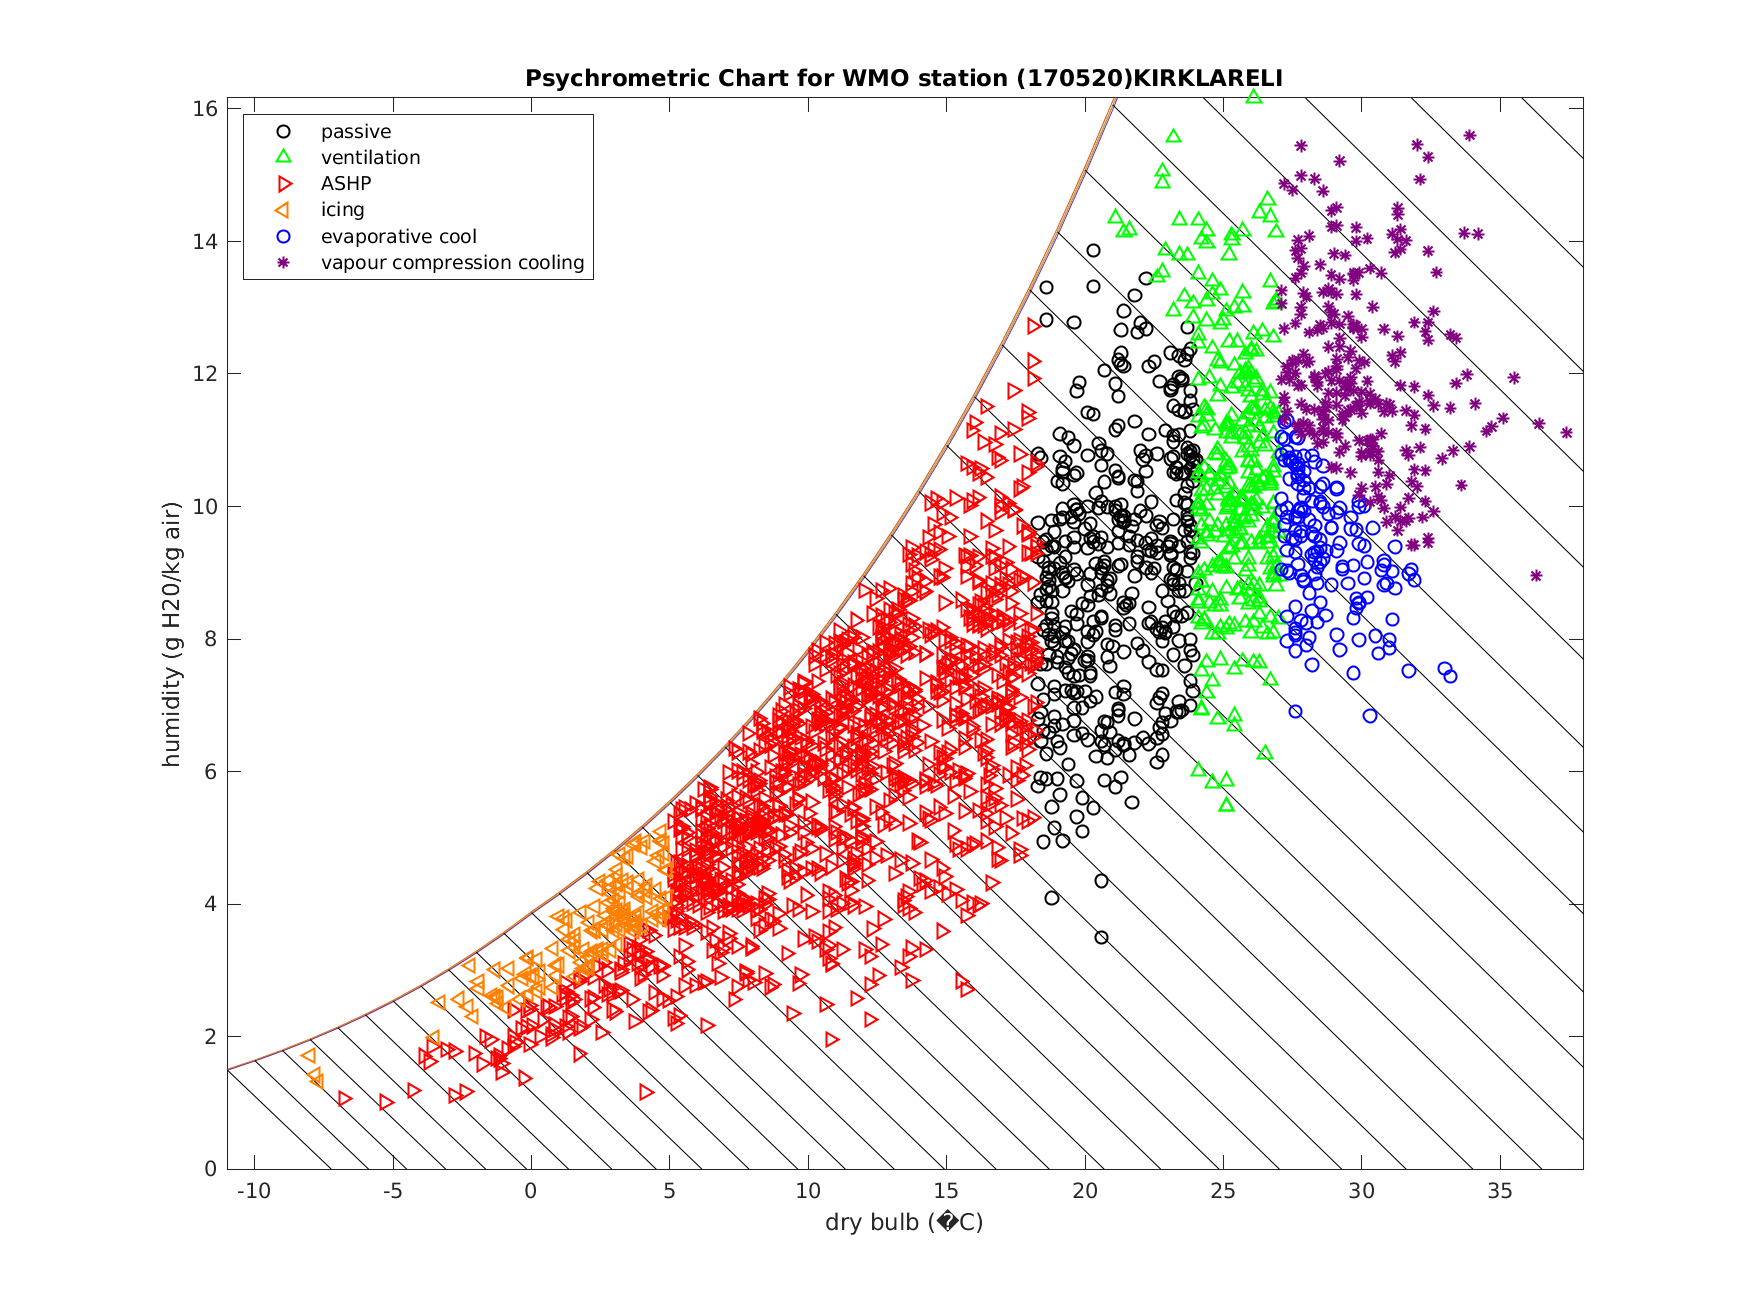 Psychrometric Chart for WMO station (170520)KIRKLARELI
passive
ventilation
ASHP
icing
evaporative cool
vapour compression cooling
humidity (g H20/kg air)
16
14
12
10
8
6
4
2
0
-10 -5 0 5 10 15 20 25 30 35
dry bulb (�C)